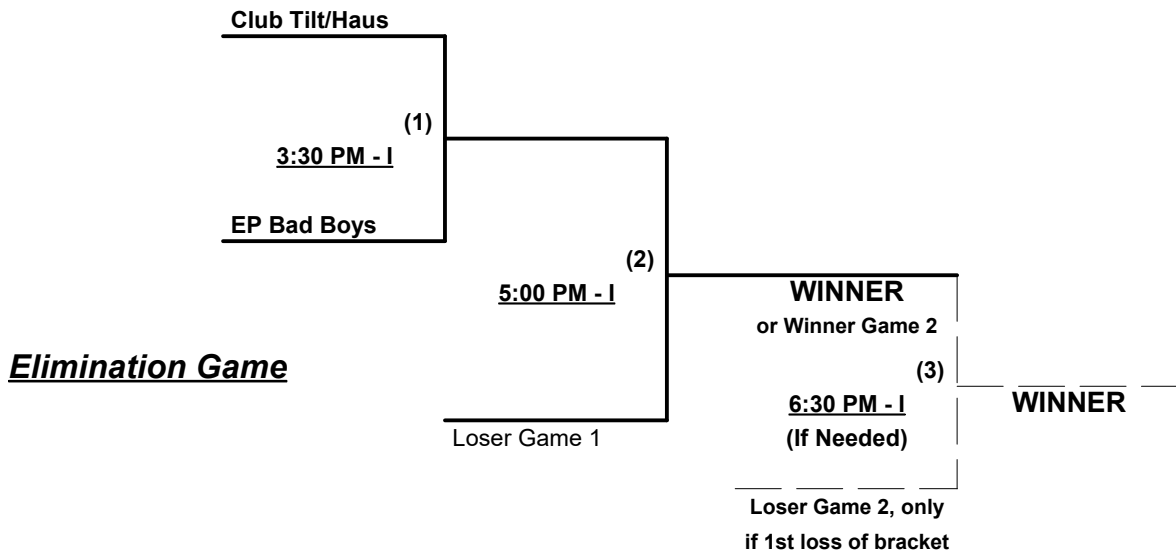 Club Tilt/Haus
(1)
3:30 PM - I
EP Bad Boys
(2)
5:00 PM - I
WINNER
or Winner Game 2
Elimination Game
(3)
6:30 PM - I
WINNER
(If Needed)
Loser Game 1
Loser Game 2, only
if 1st loss of bracket